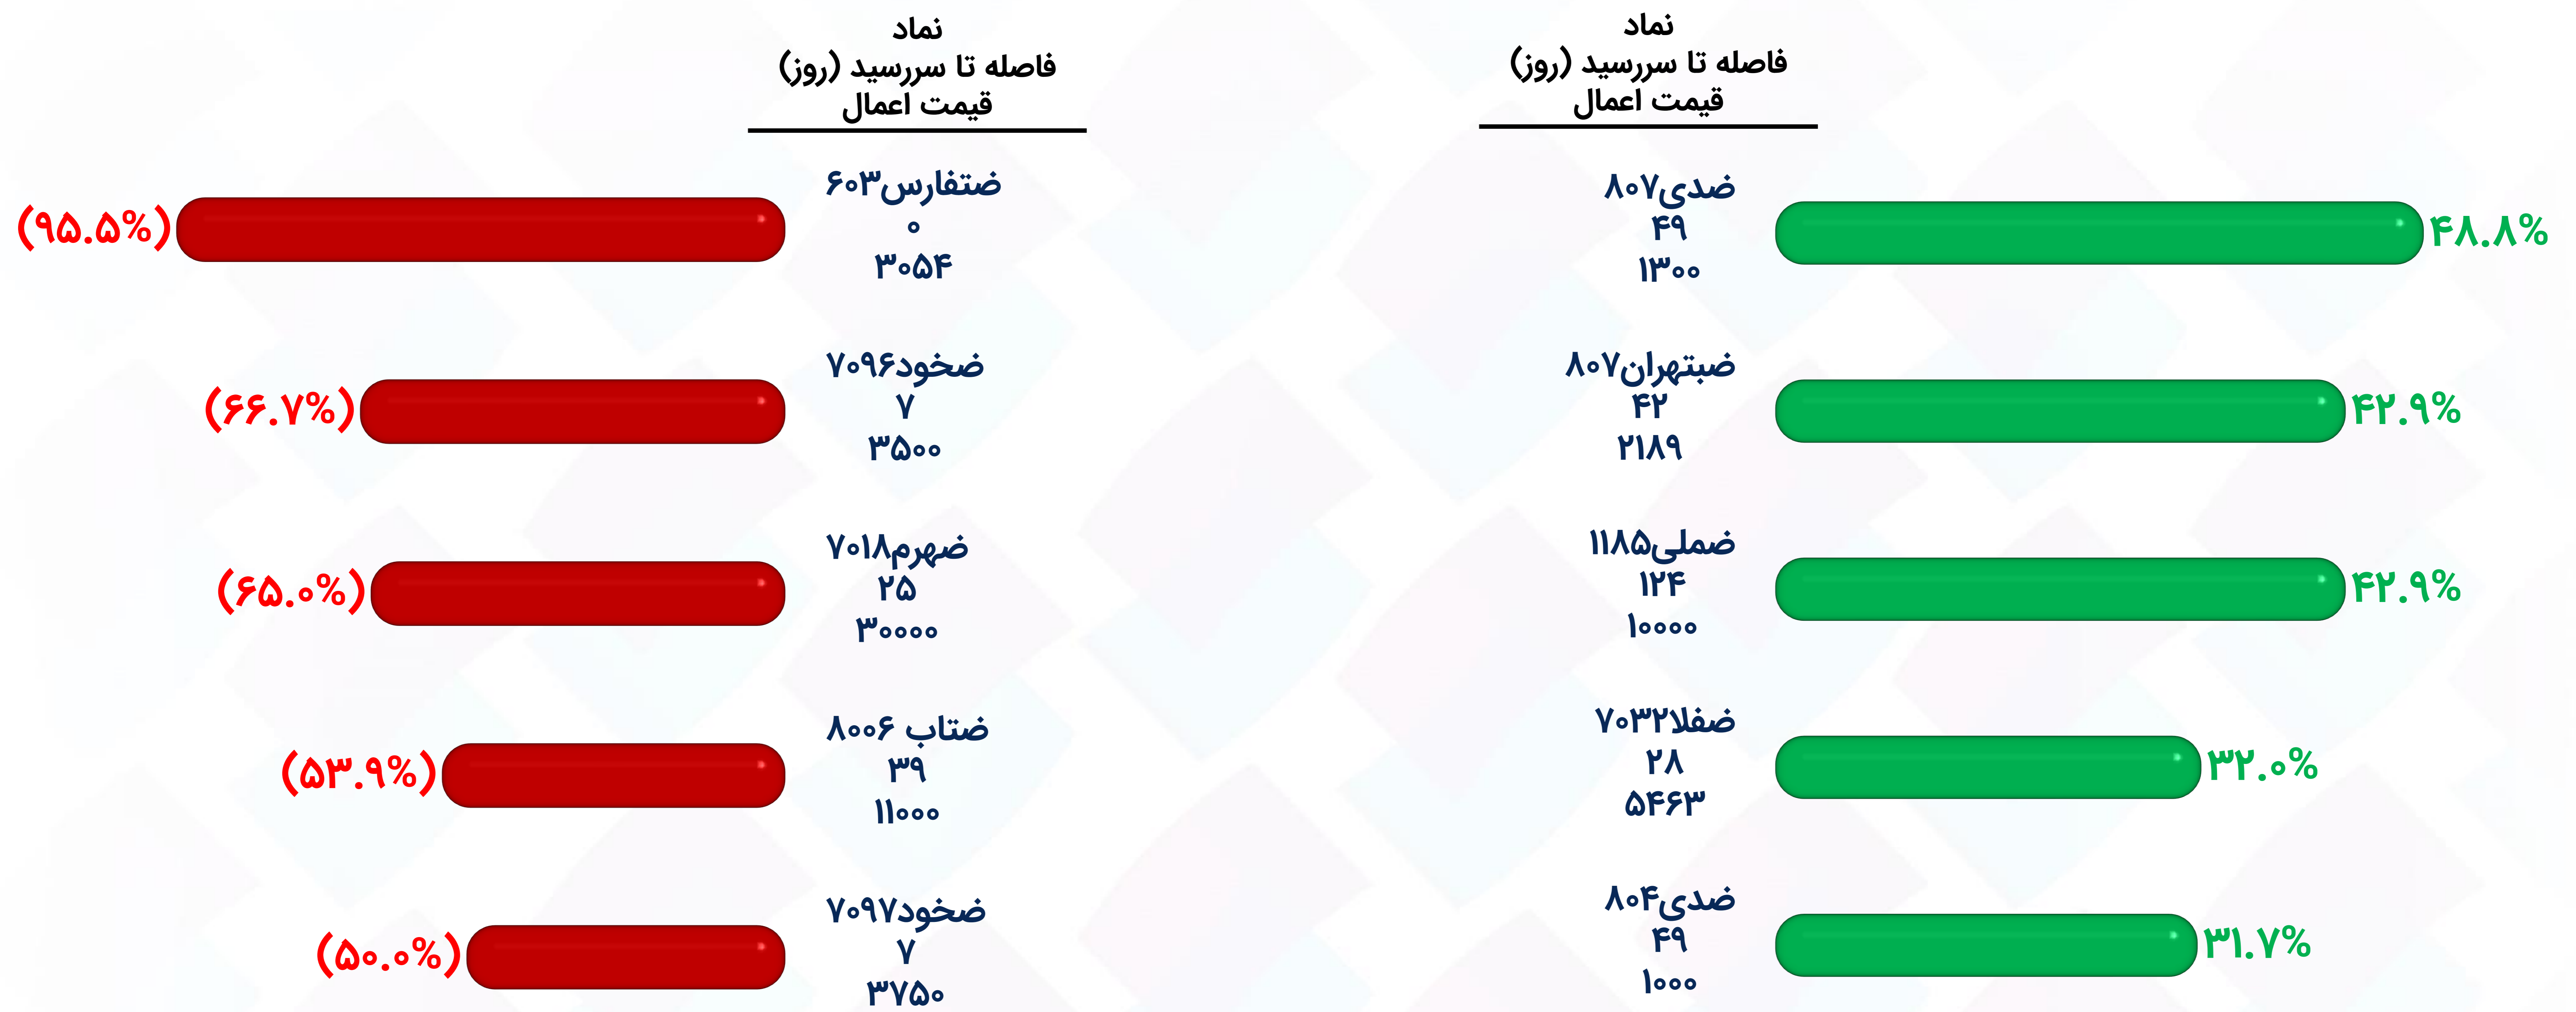 نماد
فاصله تا سررسید (روز)
قیمت اعمال
ضدی۸۰۷
۴۹
۱۳۰۰
۴۸.۸%
ضبتهران۸۰۷
۴۲
۲۱۸۹
۴۲.۹%
ضملی۱۱۸۵
۱۲۴
۱۰۰۰۰
۴۲.۹%
ضفلا۷۰۳۲
۲۸
۵۴۶۳
۳۲.۰%
ضدی۸۰۴
۴۹
۱۰۰۰
۳۱.۷%
نماد
فاصله تا سررسید (روز)
قیمت اعمال
ضتفارس۶۰۳
۰
۳۰۵۴
(۹۵.۵%)
ضخود۷۰۹۶
۷
۳۵۰۰
(۶۶.۷%)
ضهرم۷۰۱۸
۲۵
۳۰۰۰۰
(۶۵.۰%)
ضتاب ۸۰۰۶
۳۹
۱۱۰۰۰
(۵۳.۹%)
ضخود۷۰۹۷
۷
۳۷۵۰
(۵۰.۰%)